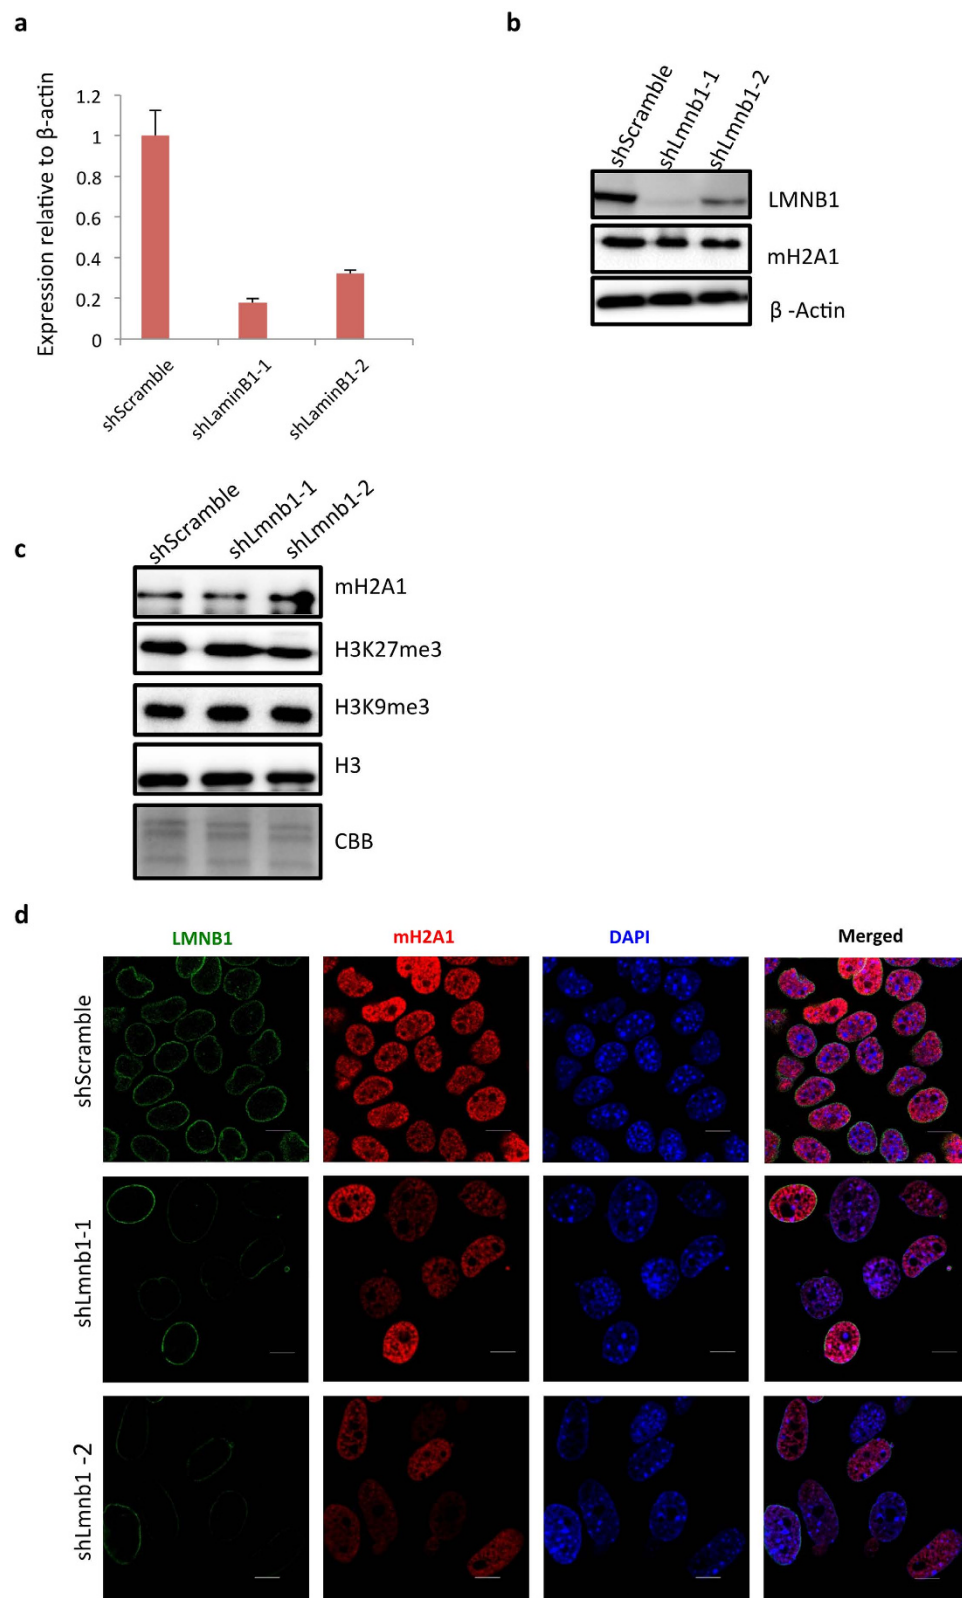 a
Expression relative to β-actin
1.2
1
0.8
0.6
0.4
0.2
0
shScramble
shLaminB1-1
shLaminB1-2
b
shScramble
shLmnb1-1
shLmnb1-2
LMNB1
mH2A1
β -Actin
c
shScramble
shLmnb1-1
shLmnb1-2
mH2A1
H3K27me3
H3K9me3
H3
CBB
d
LMNB1 mH2A1 DAPI Merged
shScramble
shLmnb1-1
shLmnb1 -2